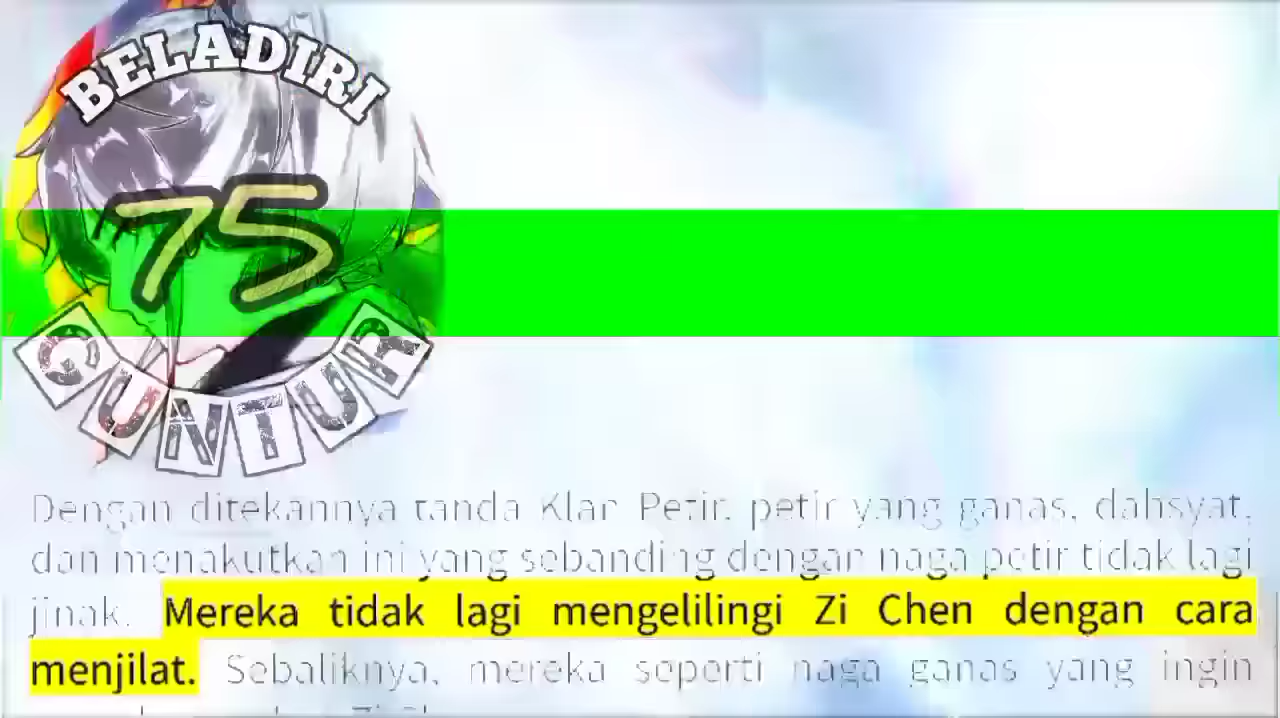 BELADIRI
75
GUNTUR
Dengan ditekannya tanda Klan Petir, petir yang ganas, dahsyat,
dan menakutkan ini yang sebanding dengan naga petir tidak lagi
jinak. Mereka tidak lagi mengelilingi Zi Chen dengan cara
menjilat. Sebaliknya, mereka seperti naga ganas yang ingin